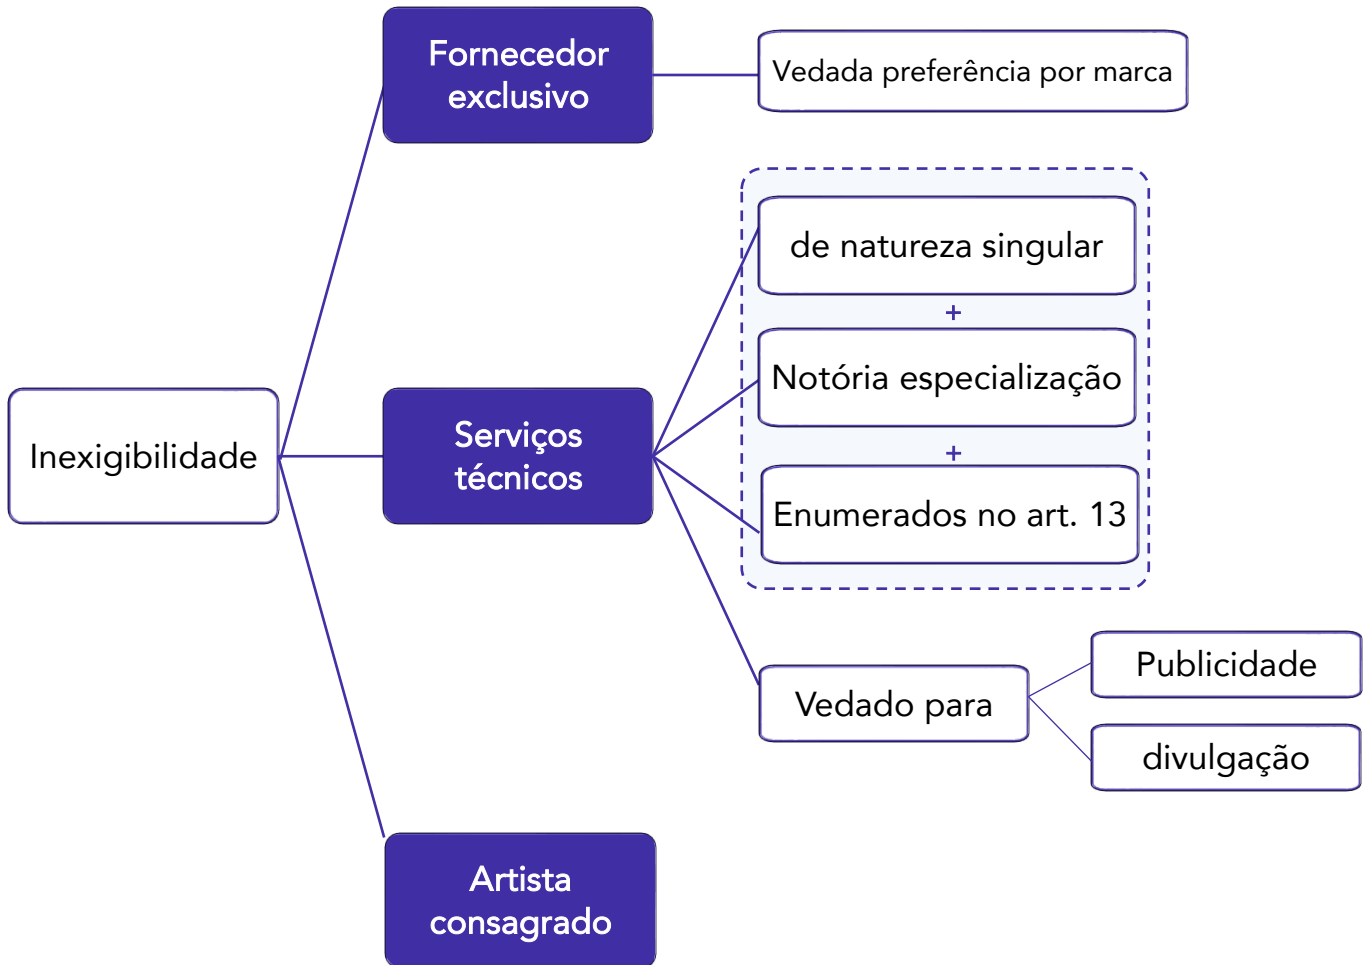 Fornecedor
exclusivo
Vedada preferência por marca
de natureza singular
+
Notória especialização
+
Enumerados no art. 13
Inexigibilidade
Serviços
técnicos
Vedado para
Publicidade
divulgação
Artista
consagrado